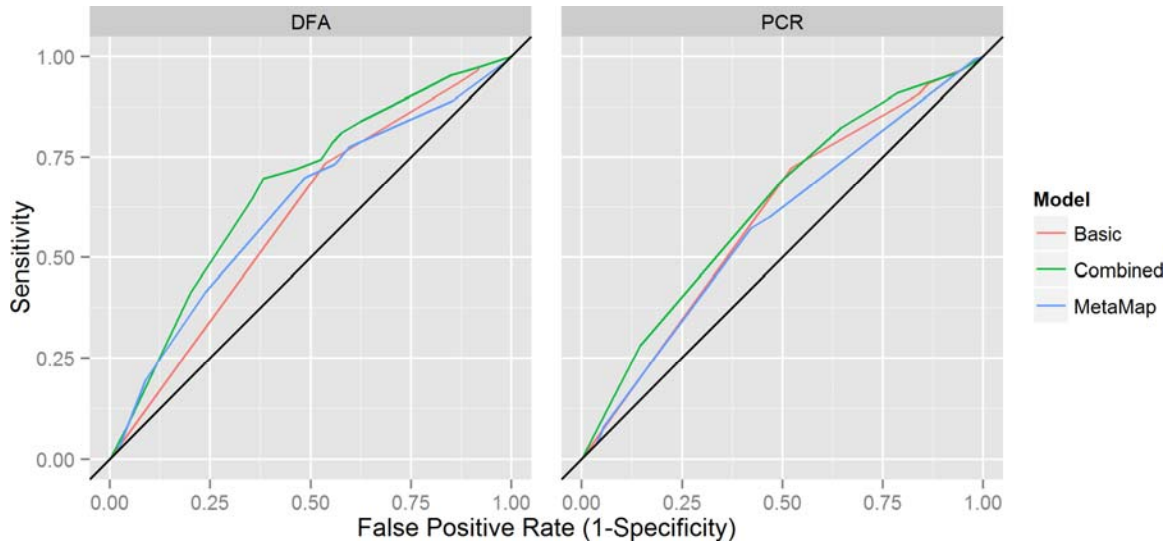 DFA
PCR
Sensitivity
1.00
0.75
0.50
0.25
0.00
0.00 0.25 0.50 0.75 1.00
0.00 0.25 0.50 0.75 1.00
False Positive Rate (1-Specificity)
Model
Basic
Combined
MetaMap